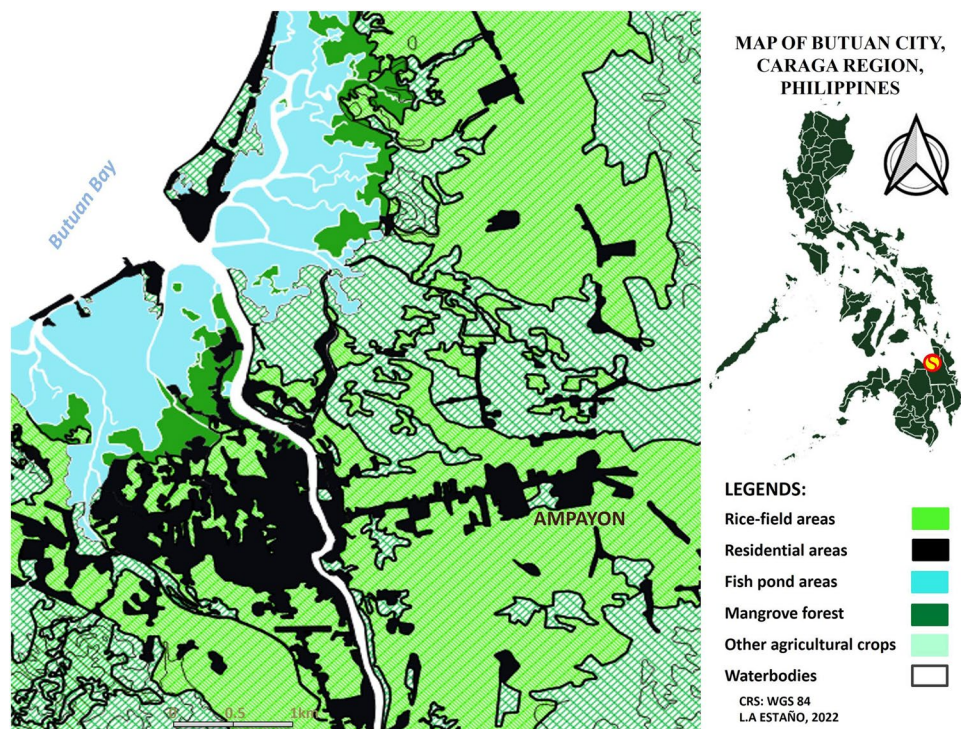 MAP OF BUTUAN CITY,
CARAGA REGION,
PHILIPPINES
Butuan Bay
AMPAYON
LEGENDS:
Rice-field areas
Residential areas
Fish pond areas
Mangrove forest
Other agricultural crops
Waterbodies
CRS: WGS 84
L.A ESTAÑO, 2022
0 0.5 1km